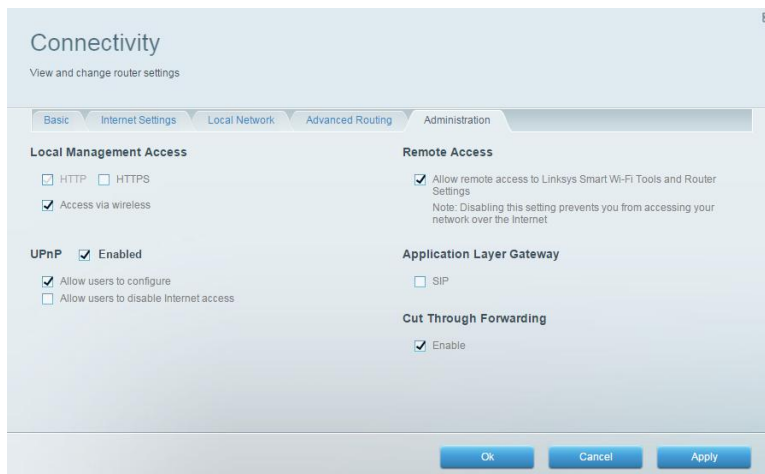 Connectivity
View and change router settings
Basic
Internet Settings
Local Network
Advanced Routing
Administration
Local Management Access
HTTP
HTTPS
Access via wireless
UPnP
Enabled
Allow users to configure
Allow users to disable Internet access
Remote Access
Allow remote access to Linksys Smart Wi-Fi Tools and Router
Settings
Note: Disabling this setting prevents you from accessing your
network over the Internet
Application Layer Gateway
SIP
Cut Through Forwarding
Enable
Ok
Cancel
Apply